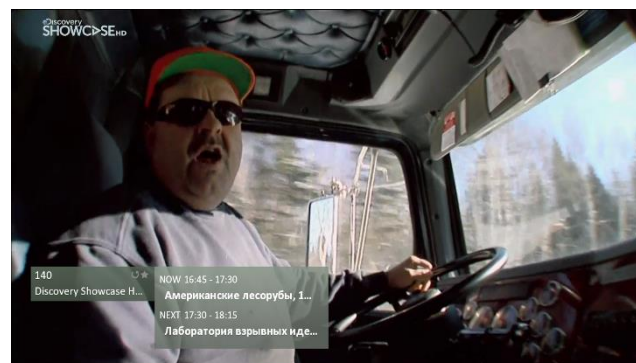 Discovery
SHOWCASE HD
140
Discovery Showcase H...
NOW 16:45 - 17:30
Американские лесорубы, 1...
NEXT 17:30 - 18:15
Лаборатория взрывных иде...